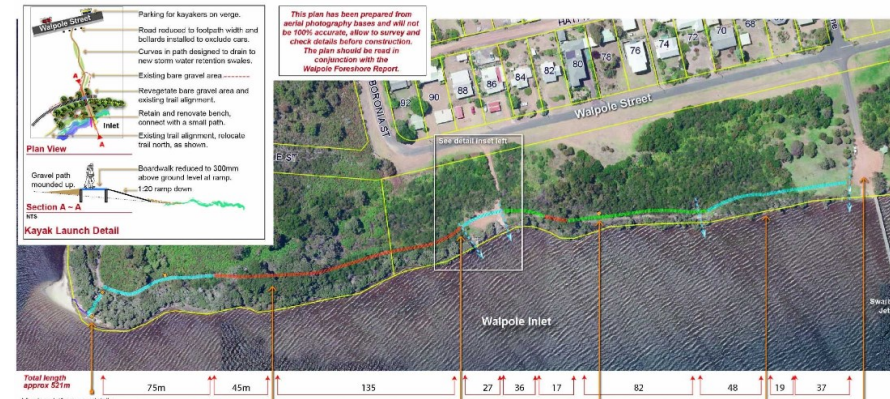 Walpole Street
Parking for kayakers on verge.
Road reduced to footpath width and
bollards installed to exclude cars.
Curves in path designed to drain to
new storm water retention swales.
Existing bare gravel area
A
Revegetate bare gravel area and
existing trail alignment.
Retain and renovate bench,
connect with a small path.
Inlet
Existing trail alignment, relocate
trail north, as shown.
A
Plan View
Gravel path
mounded up.
Boardwalk reduced to 300mm
above ground level at ramp.
1:20 ramp down
Section A ~ A
NTS
Kayak Launch Detail
This plan has been prepared from
aerial photography bases and will not
be 100% accurate, allow to survey and
check details before construction.
The plan should be read in
conjunction with the
Walpole Foreshore Report.
BORONIA ST
92
90
88
86
84
82
80
78
76
74
72
70
68
Walpole Street
See detail inset left
Walpole Inlet
Total length
approx 521m
75m
45m
135
27
36
17
82
48
19
37